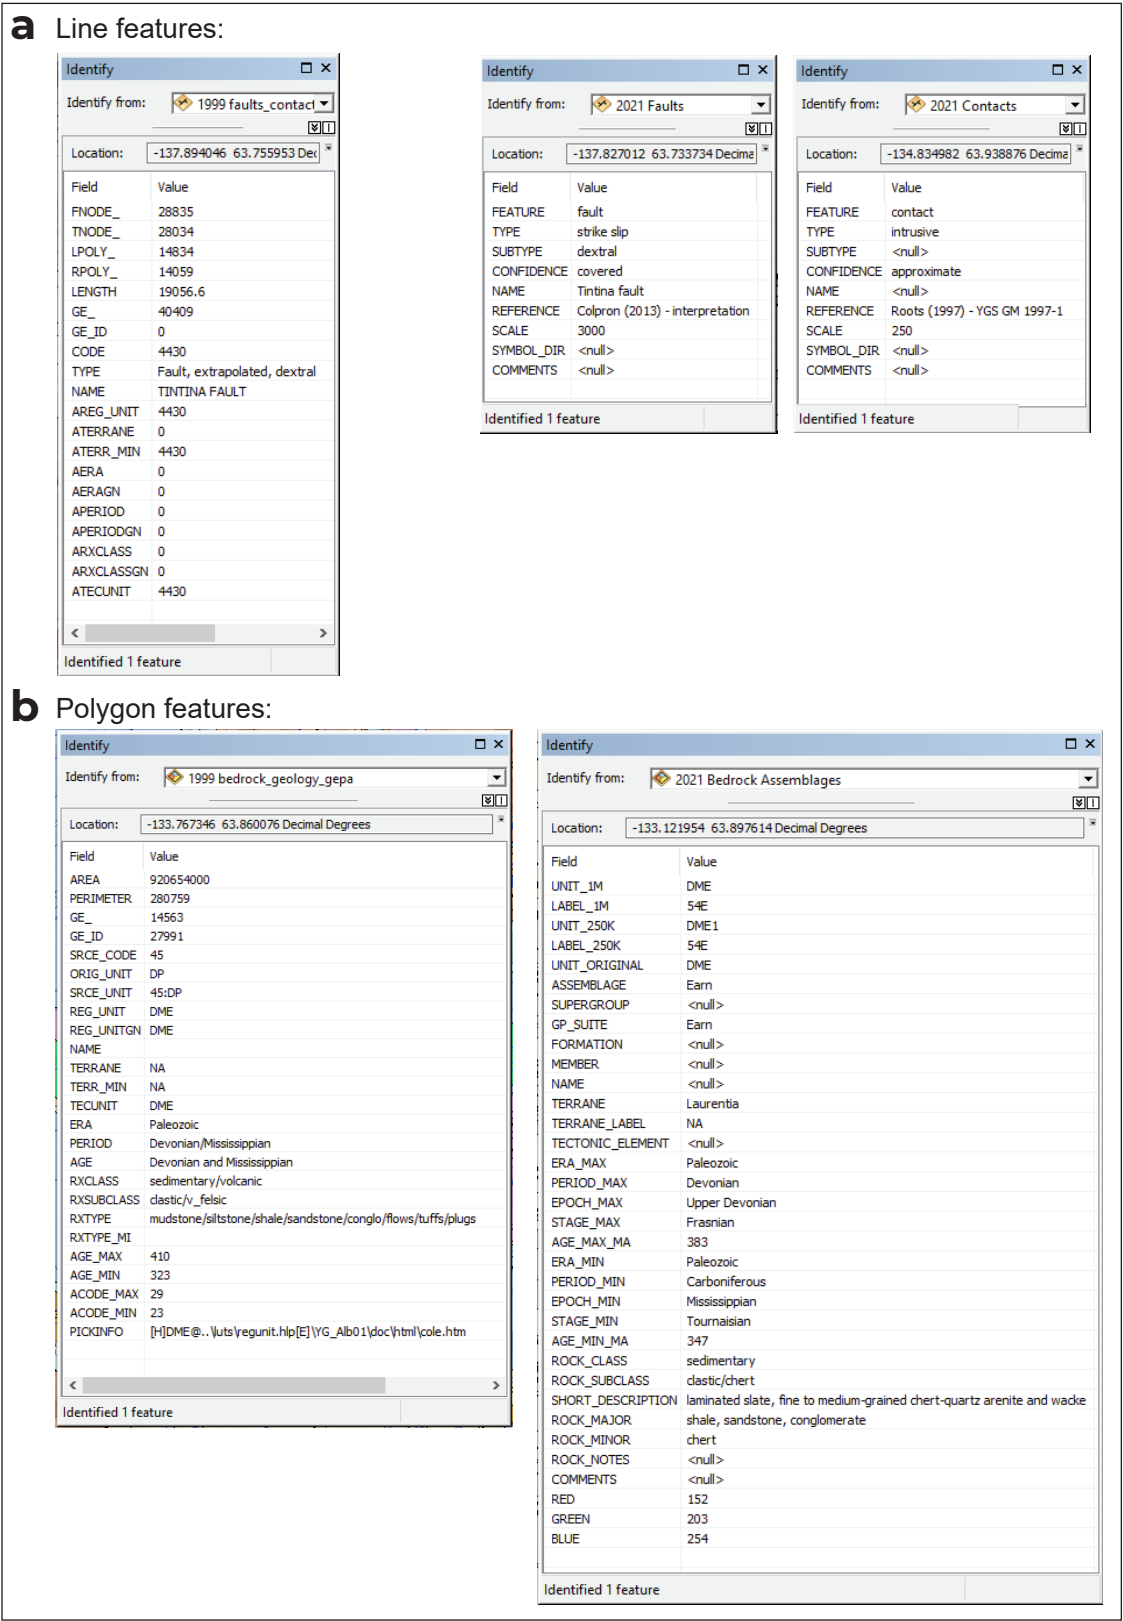 a Line features:
Identify
Identify from: 1999 faults_contact
Location: -137.894046 63.755953 Dec
Field Value
FNODE_ 28835
TNODE_ 28034
LPOLY_ 14834
RPOLY_ 14059
LENGTH 19056.6
GE_ 40409
GE_ID 0
CODE 4430
TYPE Fault, extrapolated, dextral
NAME TINTINA FAULT
AREG_UNIT 4430
ATERRANE 0
ATERR_MIN 4430
AERA 0
AERAGN 0
APERIOD 0
APERIODGN 0
ARXCLASS 0
ARXCLASSGN 0
ATECUNIT 4430
Identified 1 feature
Identify
Identify from: 2021 Faults
Location: -137.827012 63.733734 Decima
Field Value
FEATURE fault
TYPE strike slip
SUBTYPE dextral
CONFIDENCE covered
NAME Tintina fault
REFERENCE Colpron (2013) - interpretation
SCALE 3000
SYMBOL_DIR <null>
COMMENTS <null>
Identified 1 feature
Identify
Identify from: 2021 Contacts
Location: -134.834982 63.938876 Decima
Field Value
FEATURE contact
TYPE intrusive
SUBTYPE <null>
CONFIDENCE approximate
NAME <null>
REFERENCE Roots (1997) - YGS GM 1997-1
SCALE 250
SYMBOL_DIR <null>
COMMENTS <null>
Identified 1 feature
b Polygon features:
Identify
Identify from: 1999 bedrock_geology_gepa
Location: -133.767346 63.860076 Decimal Degrees
Field Value
AREA 920654000
PERIMETER 280759
GE_ 14563
GE_ID 27991
SRCE_CODE 45
ORIG_UNIT DP
SRCE_UNIT 45:DP
REG_UNIT DME
REG_UNITGN DME
NAME
TERRANE NA
TERR_MIN NA
TECUNIT DME
ERA Paleozoic
PERIOD Devonian/Mississippian
AGE Devonian and Mississippian
RXCLASS sedimentary/volcanic
RXSUBCLASS clastic/v_felsic
RXTYPE mudstone/siltstone/shale/sandstone/conglo/flows/tuffs/plugs
RXTYPE_MI
AGE_MAX 410
AGE_MIN 323
ACODE_MAX 29
ACODE_MIN 23
PICKINFO [H]DME@..\luts\regunit.hlp[E]\YG_Alb01\doc\html\cole.htm
Identified 1 feature
Identify
Identify from: 2021 Bedrock Assemblages
Location: -133.121954 63.897614 Decimal Degrees
Field Value
UNIT_1M DME
LABEL_1M 54E
UNIT_250K DME1
LABEL_250K 54E
UNIT_ORIGINAL DME
ASSEMBLAGE Earn
SUPERGROUP <null>
GP_SUITE Earn
FORMATION <null>
MEMBER <null>
NAME <null>
TERRANE Laurentia
TERRANE_LABEL NA
TECTONIC_ELEMENT <null>
ERA_MAX Paleozoic
PERIOD_MAX Devonian
EPOCH_MAX Upper Devonian
STAGE_MAX Frasnian
AGE_MAX_MA 383
ERA_MIN Paleozoic
PERIOD_MIN Carboniferous
EPOCH_MIN Mississippian
STAGE_MIN Tournaisian
AGE_MIN_MA 347
ROCK_CLASS sedimentary
ROCK_SUBCLASS clastic/chert
SHORT_DESCRIPTION laminated slate, fine to medium-grained chert-quartz arenite and wacke
ROCK_MAJOR shale, sandstone, conglomerate
ROCK_MINOR chert
ROCK_NOTES <null>
COMMENTS <null>
RED 152
GREEN 203
BLUE 254
Identified 1 feature